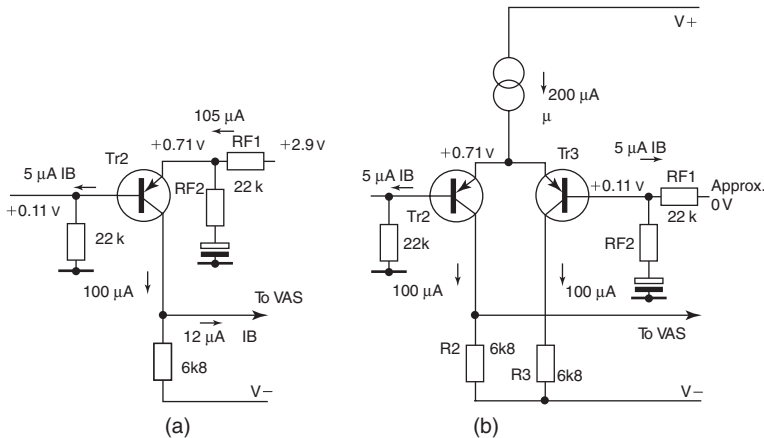 105 μA
+0.71 v
RF1
+2.9 v
Tr2
5 μA IB
RF2
22 k
+0.11 v
22 k
100 μA
To VAS
12 μA
IB
6k8
V−
(a)
V+
200 μA
μ
+0.71 v
Tr3
5 μA IB
RF1
5 μA IB
+0.11 v
Approx.
0 V
22 k
Tr2
22k
RF2
100 μA
100 μA
To VAS
R2
6k8
R3
6k8
V−
(b)